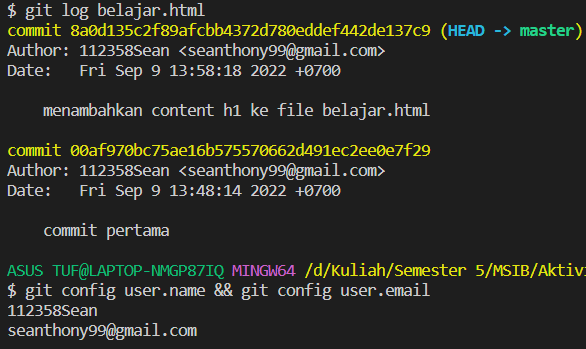 $ git log belajar.html
commit 8a0d135c2f89afcbb4372d780eddef442de137c9 (HEAD -> master)
Author: 112358Sean <seanthony99@gmail.com>
Date:   Fri Sep 9 13:58:18 2022 +0700
menambahkan content h1 ke file belajar.html
commit 00af970bc75ae16b575570662d491ec2ee0e7f29
Author: 112358Sean <seanthony99@gmail.com>
Date:   Fri Sep 9 13:48:14 2022 +0700
commit pertama
ASUS TUF@LAPTOP-NMGP87IQ MINGW64 /d/Kuliah/Semester 5/MSIB/Aktivi
$ git config user.name && git config user.email
112358Sean
seanthony99@gmail.com